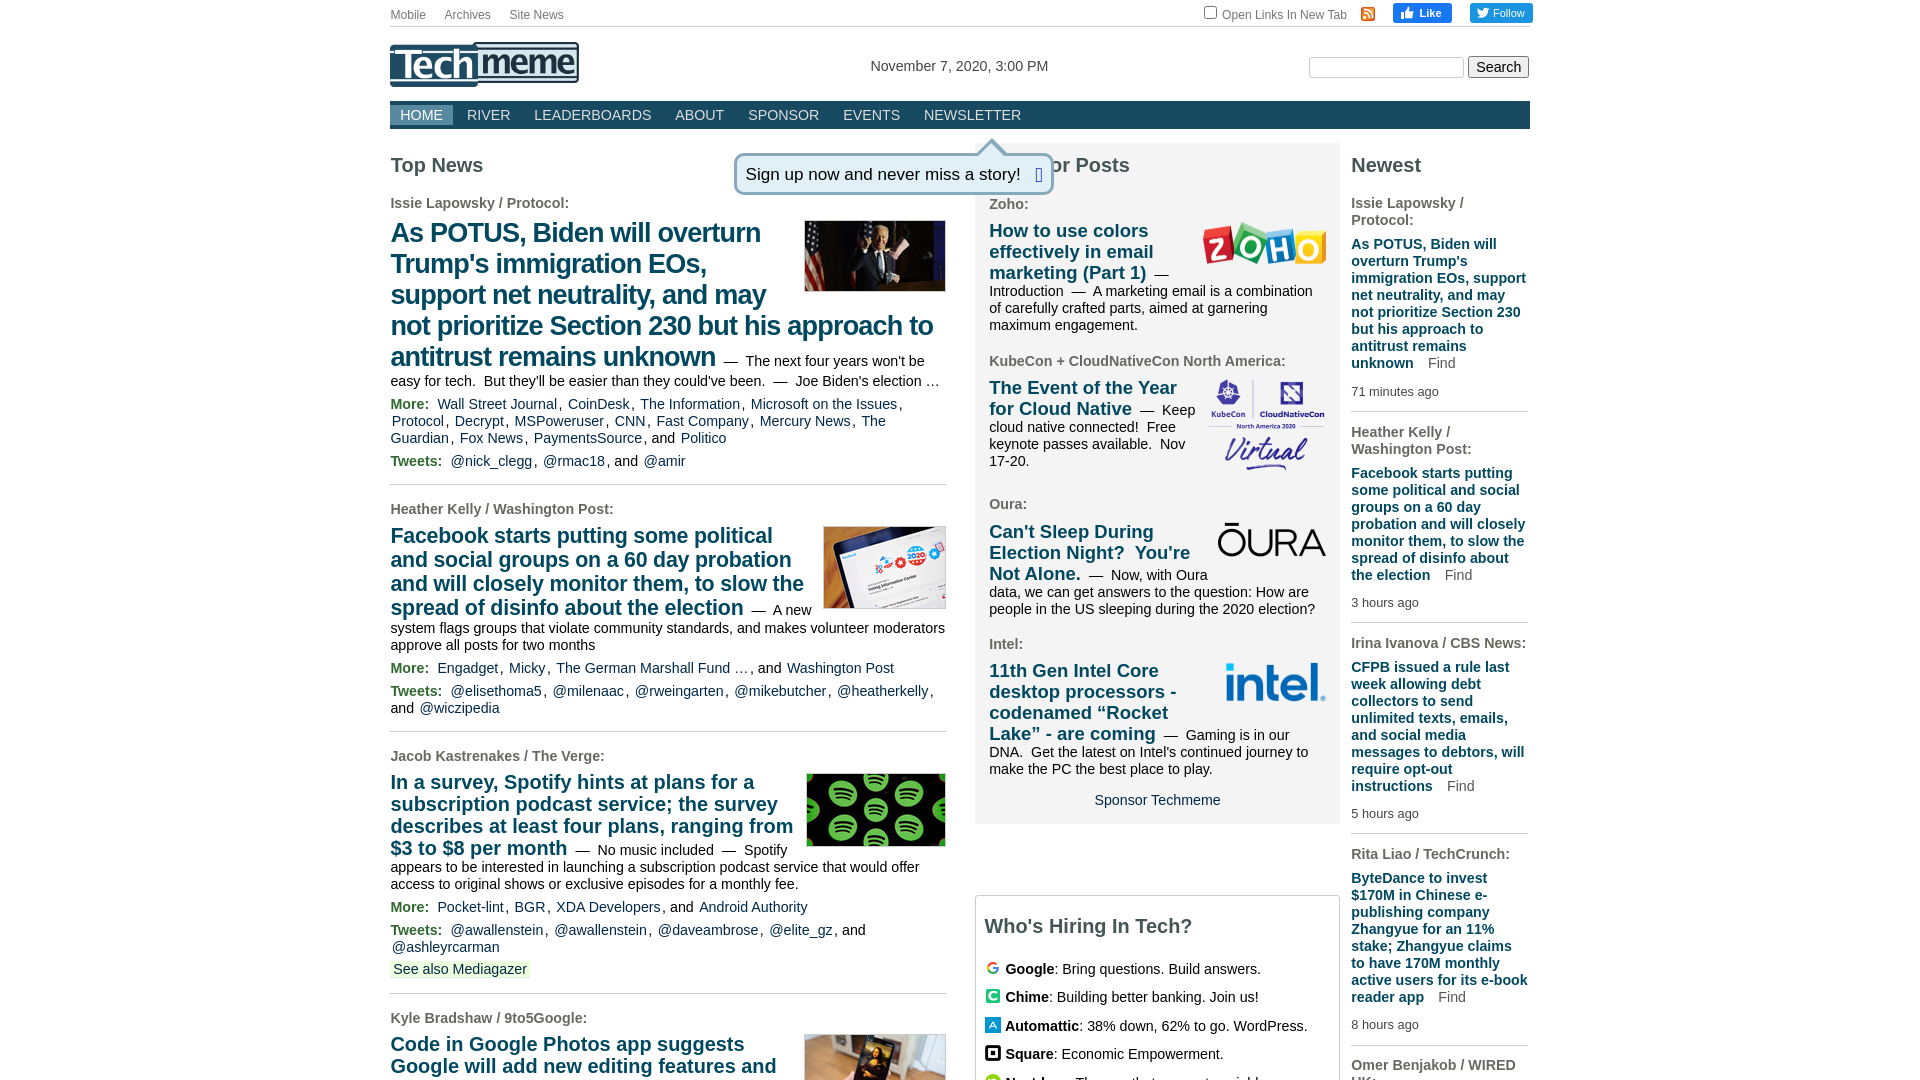 Mobile Archives Site News
Open Links In New Tab
Like
Follow
Techmeme
November 7, 2020, 3:00 PM
Search
HOME RIVER LEADERBOARDS ABOUT SPONSOR EVENTS NEWSLETTER
Sign up now and never miss a story!
Top News
Issie Lapowsky / Protocol:
As POTUS, Biden will overturn
Trump's immigration EOs,
support net neutrality, and may
not prioritize Section 230 but his approach to
antitrust remains unknown — The next four years won't be
easy for tech. But they'll be easier than they could've been. — Joe Biden's election …
More: Wall Street Journal, CoinDesk, The Information, Microsoft on the Issues,
Protocol, Decrypt, MSPoweruser, CNN, Fast Company, Mercury News, The
Guardian, Fox News, PaymentsSource, and Politico
Tweets: @nick_clegg, @rmac18, and @amir
Heather Kelly / Washington Post:
Facebook starts putting some political
and social groups on a 60 day probation
and will closely monitor them, to slow the
spread of disinfo about the election — A new
system flags groups that violate community standards, and makes volunteer moderators
approve all posts for two months
More: Engadget, Micky, The German Marshall Fund …, and Washington Post
Tweets: @elisethoma5, @milenaac, @rweingarten, @mikebutcher, @heatherkelly,
and @wiczipedia
Jacob Kastrenakes / The Verge:
In a survey, Spotify hints at plans for a
subscription podcast service; the survey
describes at least four plans, ranging from
$3 to $8 per month — No music included — Spotify
appears to be interested in launching a subscription podcast service that would offer
access to original shows or exclusive episodes for a monthly fee.
More: Pocket-lint, BGR, XDA Developers, and Android Authority
Tweets: @awallenstein, @awallenstein, @daveambrose, @elite_gz, and
@ashleyrcarman
See also Mediagazer
Kyle Bradshaw / 9to5Google:
Code in Google Photos app suggests
Google will add new editing features and
or Posts
Zoho:
ZOHO
How to use colors
effectively in email
marketing (Part 1) —
Introduction — A marketing email is a combination
of carefully crafted parts, aimed at garnering
maximum engagement.
KubeCon + CloudNativeCon North America:
The Event of the Year
for Cloud Native — Keep
cloud native connected! Free
keynote passes available. Nov
17-20.
KubeCon CloudNativeCon
North America 2020
Virtual
Oura:
ŌURA
Can't Sleep During
Election Night? You're
Not Alone. — Now, with Oura
data, we can get answers to the question: How are
people in the US sleeping during the 2020 election?
Intel:
intel
11th Gen Intel Core
desktop processors -
codenamed “Rocket
Lake” - are coming — Gaming is in our
DNA. Get the latest on Intel's continued journey to
make the PC the best place to play.
Sponsor Techmeme
Who's Hiring In Tech?
Google: Bring questions. Build answers.
Chime: Building better banking. Join us!
Automattic: 38% down, 62% to go. WordPress.
Square: Economic Empowerment.
Newest
Issie Lapowsky /
Protocol:
As POTUS, Biden will
overturn Trump's
immigration EOs, support
net neutrality, and may
not prioritize Section 230
but his approach to
antitrust remains
unknown Find
71 minutes ago
Heather Kelly /
Washington Post:
Facebook starts putting
some political and social
groups on a 60 day
probation and will closely
monitor them, to slow the
spread of disinfo about
the election Find
3 hours ago
Irina Ivanova / CBS News:
CFPB issued a rule last
week allowing debt
collectors to send
unlimited texts, emails,
and social media
messages to debtors, will
require opt-out
instructions Find
5 hours ago
Rita Liao / TechCrunch:
ByteDance to invest
$170M in Chinese e-
publishing company
Zhangyue for an 11%
stake; Zhangyue claims
to have 170M monthly
active users for its e-book
reader app Find
8 hours ago
Omer Benjakob / WIRED